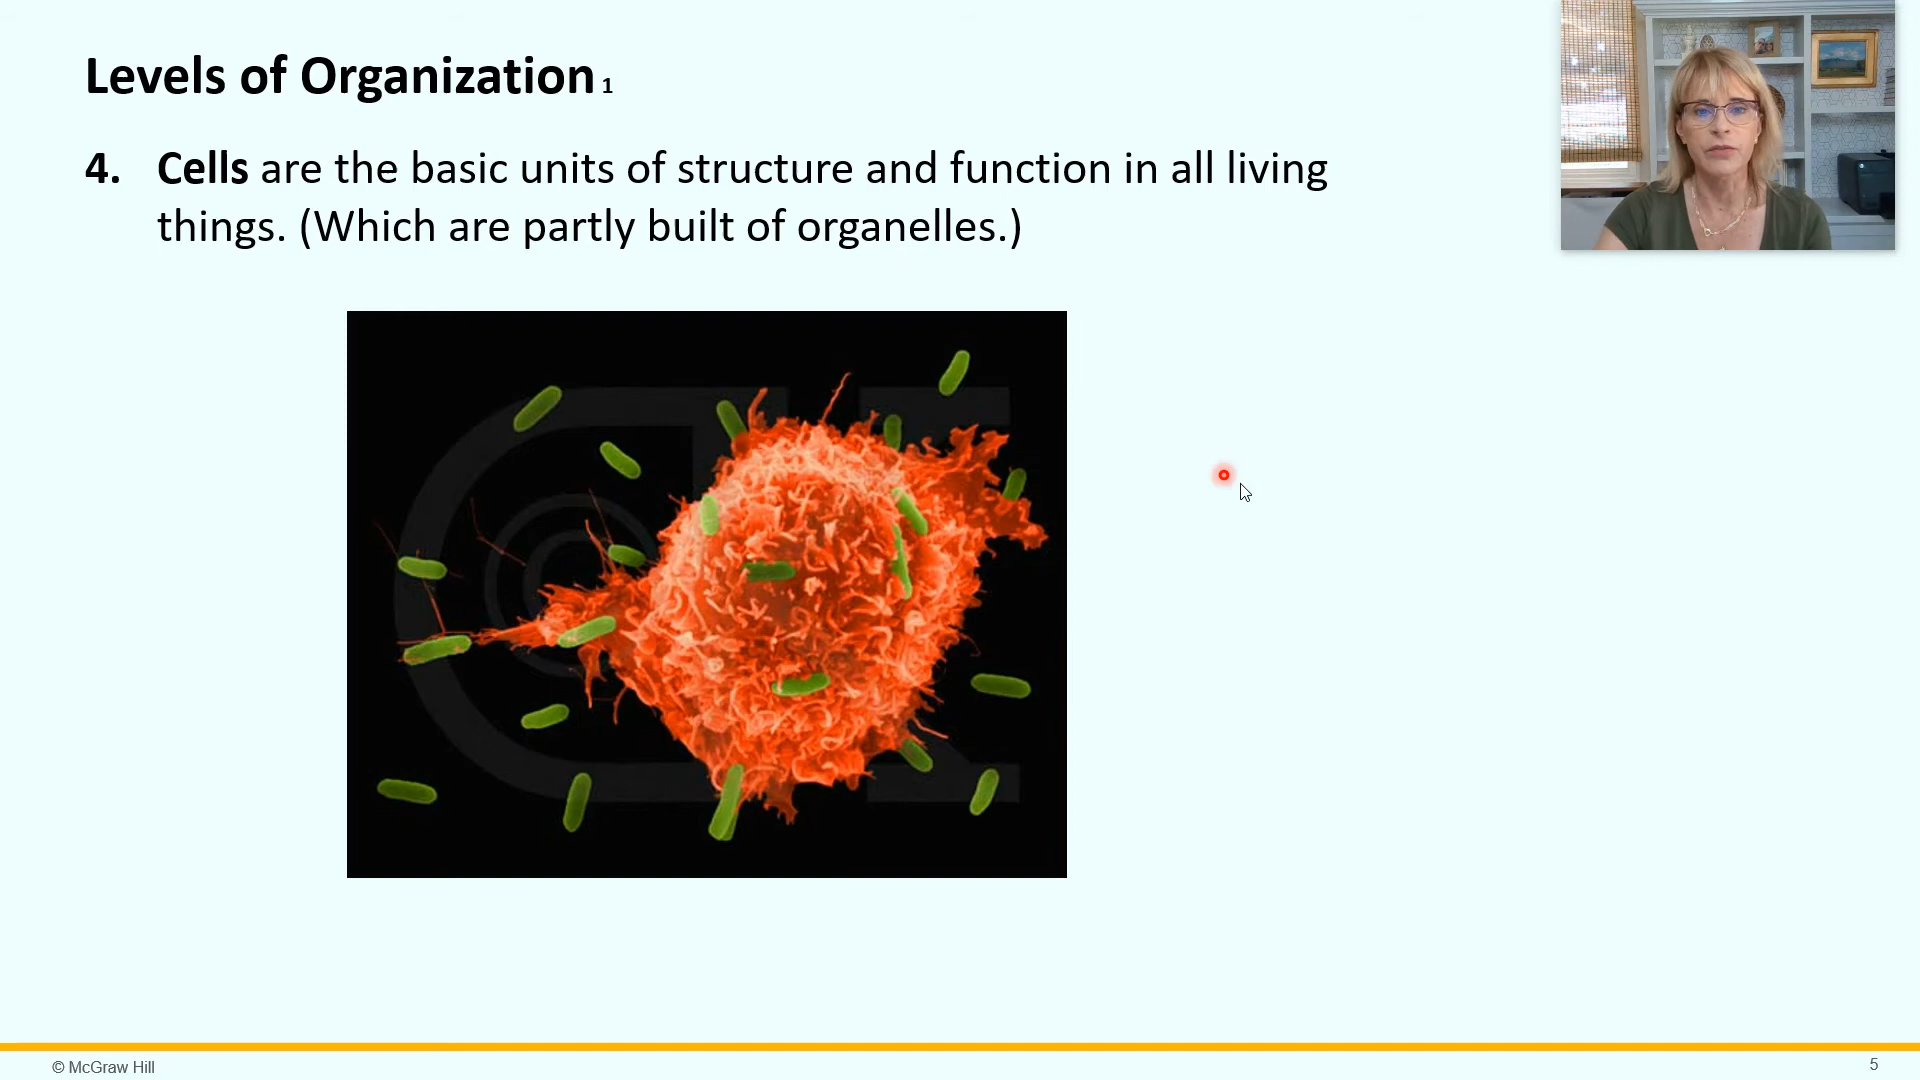 Levels of Organization 1
4. Cells are the basic units of structure and function in all living
things. (Which are partly built of organelles.)
© McGraw Hill
5